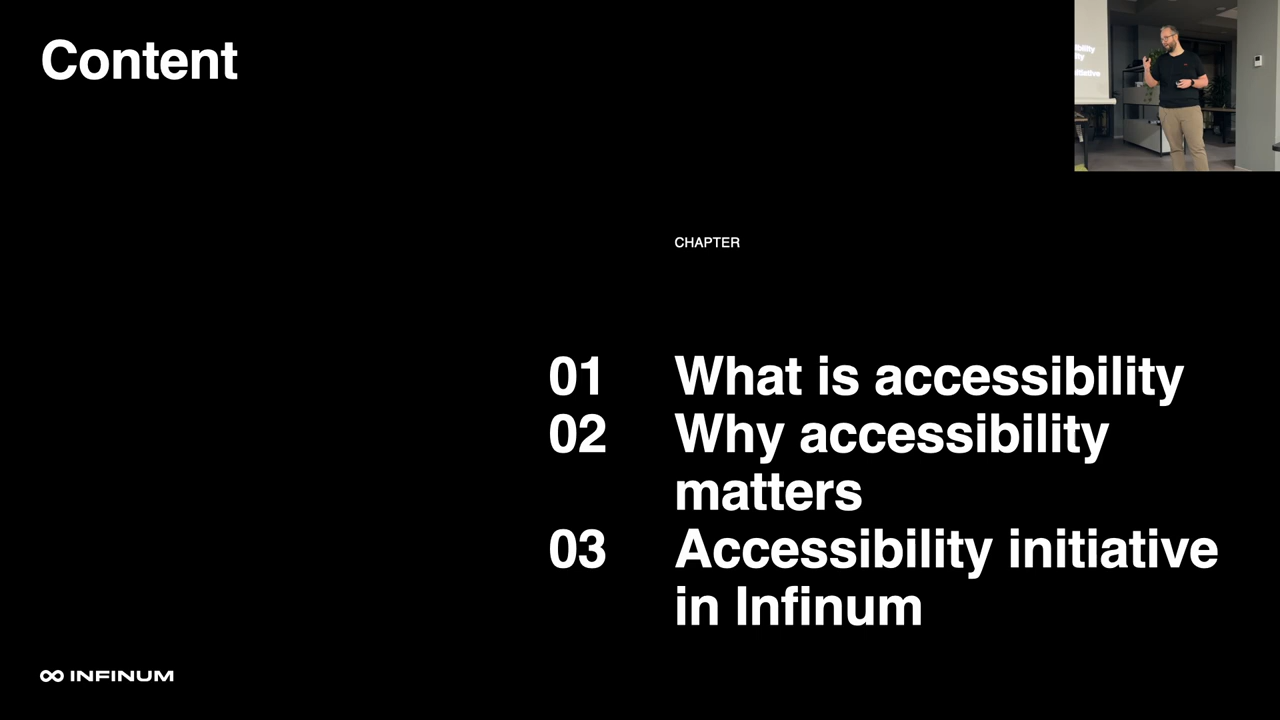 Content
CHAPTER
01 What is accessibility
02 Why accessibility
matters
03 Accessibility initiative
in Infinum
INFINUM